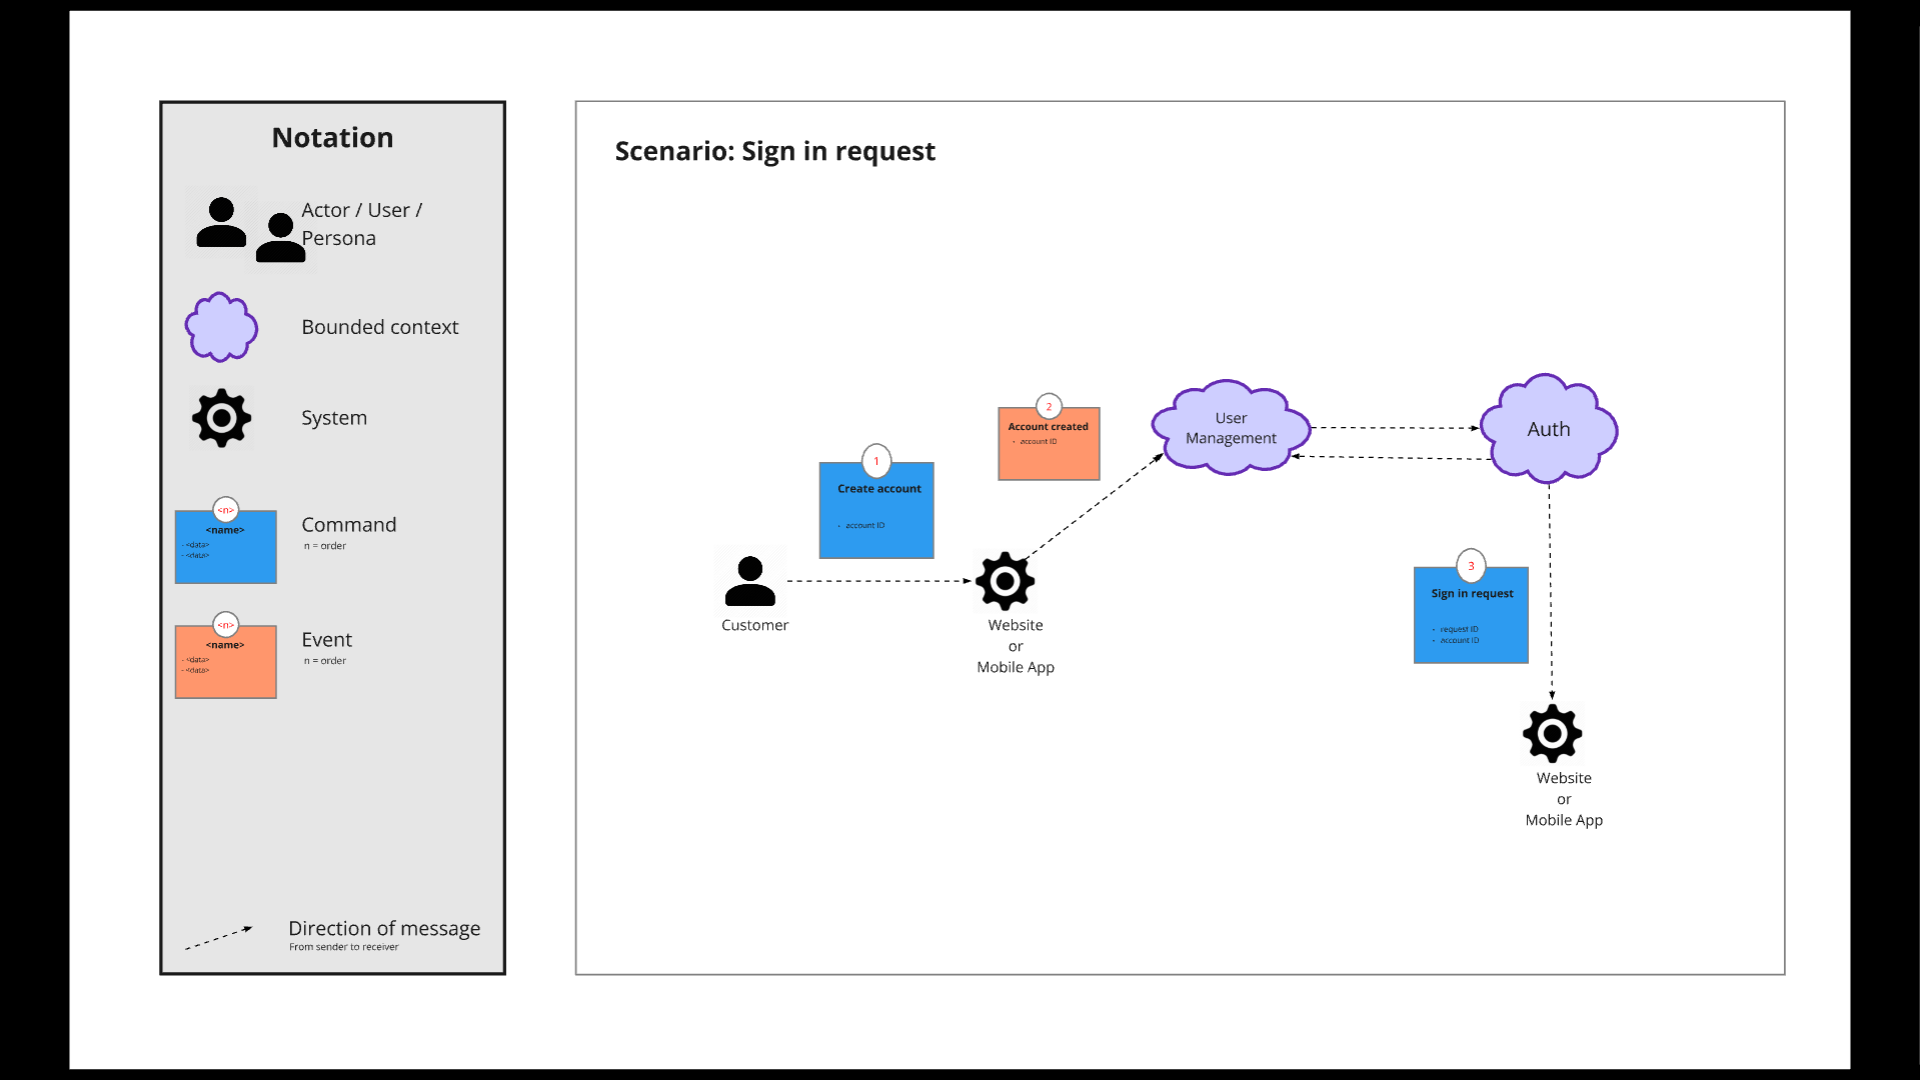 Notation
Actor / User /
Persona
Bounded context
System
<n>
<name>
- <data>
- <data>
Command
n = order
<n>
<name>
- <data>
- <data>
Event
n = order
Direction of message
From sender to receiver
Scenario: Sign in request
1
Create account
- account ID
2
Account created
- account ID
User
Management
Auth
Customer
Website
or
Mobile App
3
Sign in request
- request ID
- account ID
Website
or
Mobile App